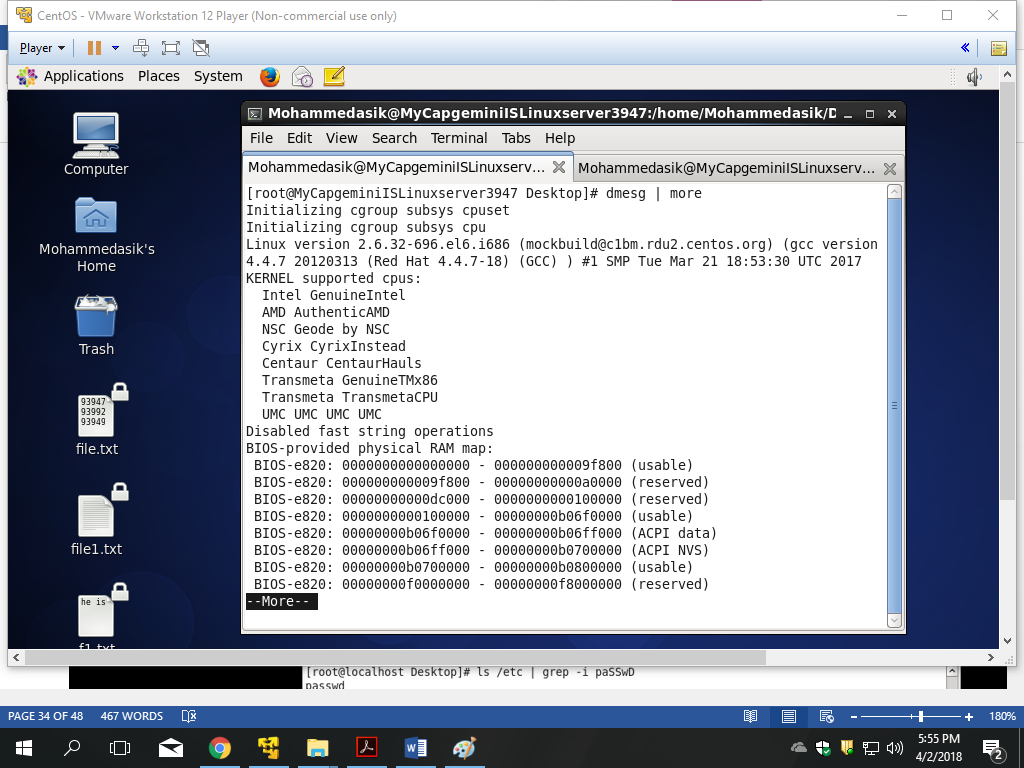 CentOS - VMware Workstation 12 Player (Non-commercial use only)
Player
Applications Places System
Computer
Mohammedasik's
Home
Trash
93947
93992
93949
file.txt
file1.txt
he is
f1.txt
Mohammedasik@MyCapgeminiISLinuxserver3947:/home/Mohammedasik/D
File Edit View Search Terminal Tabs Help
Mohammedasik@MyCapgeminiISLinuxserv... Mohammedasik@MyCapgeminiISLinuxserv...
[root@MyCapgeminiISLinuxserver3947 Desktop]# dmesg | more
Initializing cgroup subsys cpuset
Initializing cgroup subsys cpu
Linux version 2.6.32-696.el6.i686 (mockbuild@c1bm.rdu2.centos.org) (gcc version
4.4.7 20120313 (Red Hat 4.4.7-18) (GCC) ) #1 SMP Tue Mar 21 18:53:30 UTC 2017
KERNEL supported cpus:
Intel GenuineIntel
AMD AuthenticAMD
NSC Geode by NSC
Cyrix CyrixInstead
Centaur CentaurHauls
Transmeta GenuineTMx86
Transmeta TransmetaCPU
UMC UMC UMC UMC
Disabled fast string operations
BIOS-provided physical RAM map:
BIOS-e820: 0000000000000000 - 000000000009f800 (usable)
BIOS-e820: 000000000009f800 - 00000000000a0000 (reserved)
BIOS-e820: 00000000000dc000 - 0000000000100000 (reserved)
BIOS-e820: 0000000000100000 - 00000000b06f0000 (usable)
BIOS-e820: 00000000b06f0000 - 00000000b06ff000 (ACPI data)
BIOS-e820: 00000000b06ff000 - 00000000b0700000 (ACPI NVS)
BIOS-e820: 00000000b0700000 - 00000000b0800000 (usable)
BIOS-e820: 00000000f0000000 - 00000000f8000000 (reserved)
--More--
[root@localhost Desktop]# ls /etc | grep -i paSSwD
passwd
PAGE 34 OF 48 467 WORDS 180%
5:55 PM
4/2/2018
2